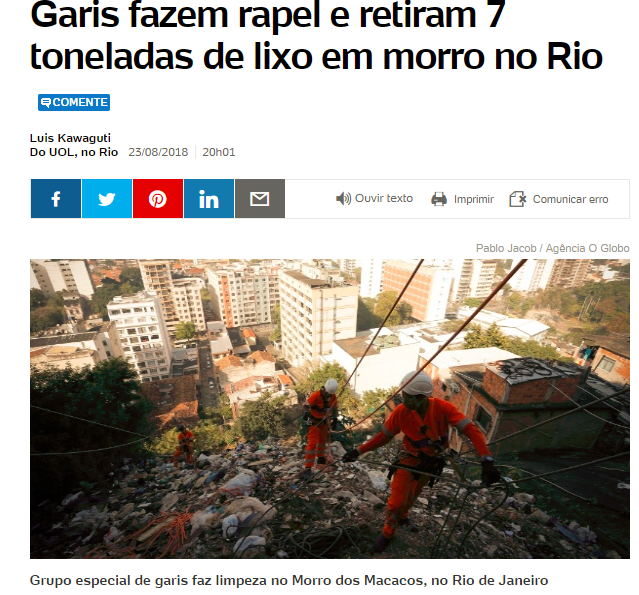 Garis fazem rapel e retiram 7
toneladas de lixo em morro no Rio
COMENTE
Luis Kawaguti
Do UOL, no Rio 23/08/2018 20h01
Ouvir texto Imprimir Comunicar erro
Pablo Jacob / Agência O Globo
Grupo especial de garis faz limpeza no Morro dos Macacos, no Rio de Janeiro